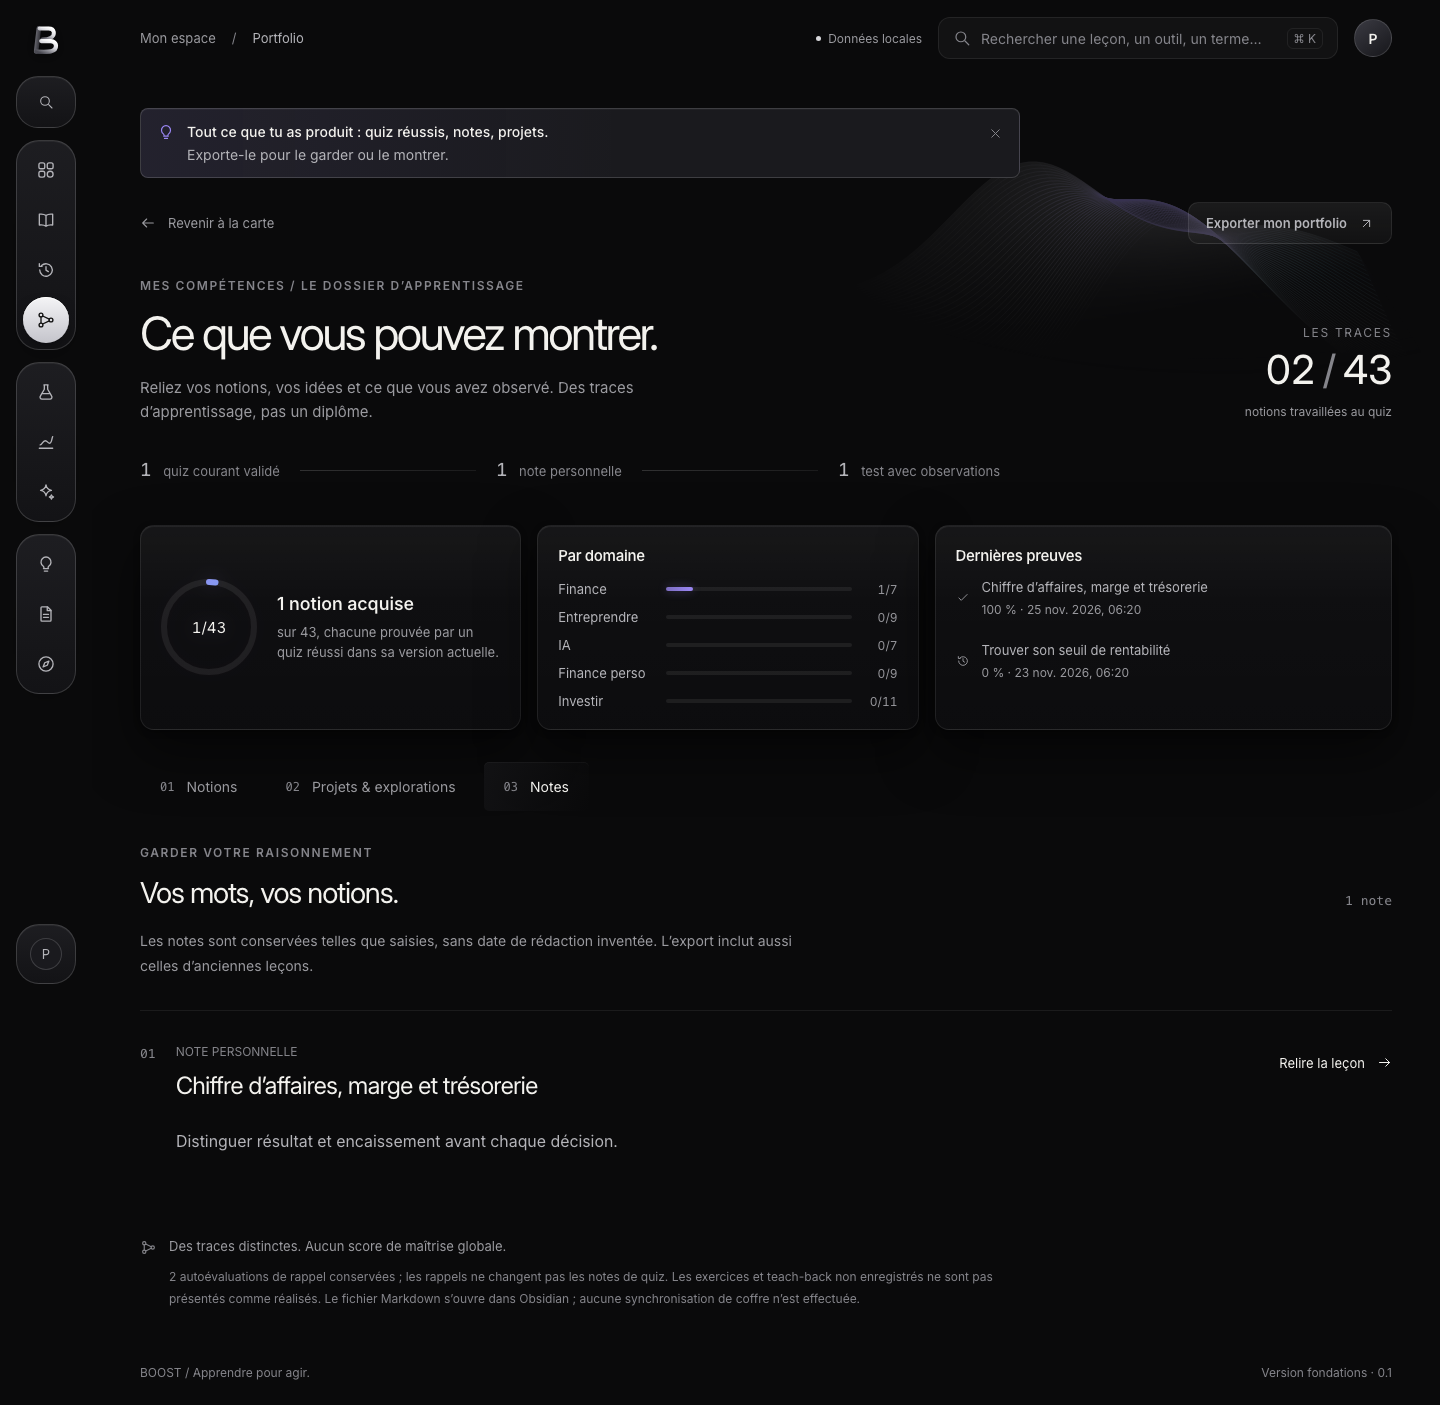 B
Mon espace / Portfolio
Données locales
Rechercher une leçon, un outil, un terme...
⌘ K
P
Tout ce que tu as produit : quiz réussis, notes, projets.
Exporte-le pour le garder ou le montrer.
Revenir à la carte
Exporter mon portfolio
MES COMPÉTENCES / LE DOSSIER D’APPRENTISSAGE
Ce que vous pouvez montrer.
Reliez vos notions, vos idées et ce que vous avez observé. Des traces
d’apprentissage, pas un diplôme.
LES TRACES
02 / 43
notions travaillées au quiz
1 quiz courant validé
1 note personnelle
1 test avec observations
1/43
1 notion acquise
sur 43, chacune prouvée par un
quiz réussi dans sa version actuelle.
Par domaine
Finance 1/7
Entreprendre 0/9
IA 0/7
Finance perso 0/9
Investir 0/11
Dernières preuves
Chiffre d’affaires, marge et trésorerie
100 % · 25 nov. 2026, 06:20
Trouver son seuil de rentabilité
0 % · 23 nov. 2026, 06:20
01 Notions
02 Projets & explorations
03 Notes
GARDER VOTRE RAISONNEMENT
Vos mots, vos notions.
1 note
Les notes sont conservées telles que saisies, sans date de rédaction inventée. L’export inclut aussi
celles d’anciennes leçons.
P
01 NOTE PERSONNELLE
Chiffre d’affaires, marge et trésorerie
Relire la leçon
Distinguer résultat et encaissement avant chaque décision.
Des traces distinctes. Aucun score de maîtrise globale.
2 autoévaluations de rappel conservées ; les rappels ne changent pas les notes de quiz. Les exercices et teach-back non enregistrés ne sont pas
présentés comme réalisés. Le fichier Markdown s’ouvre dans Obsidian ; aucune synchronisation de coffre n’est effectuée.
BOOST / Apprendre pour agir.
Version fondations · 0.1